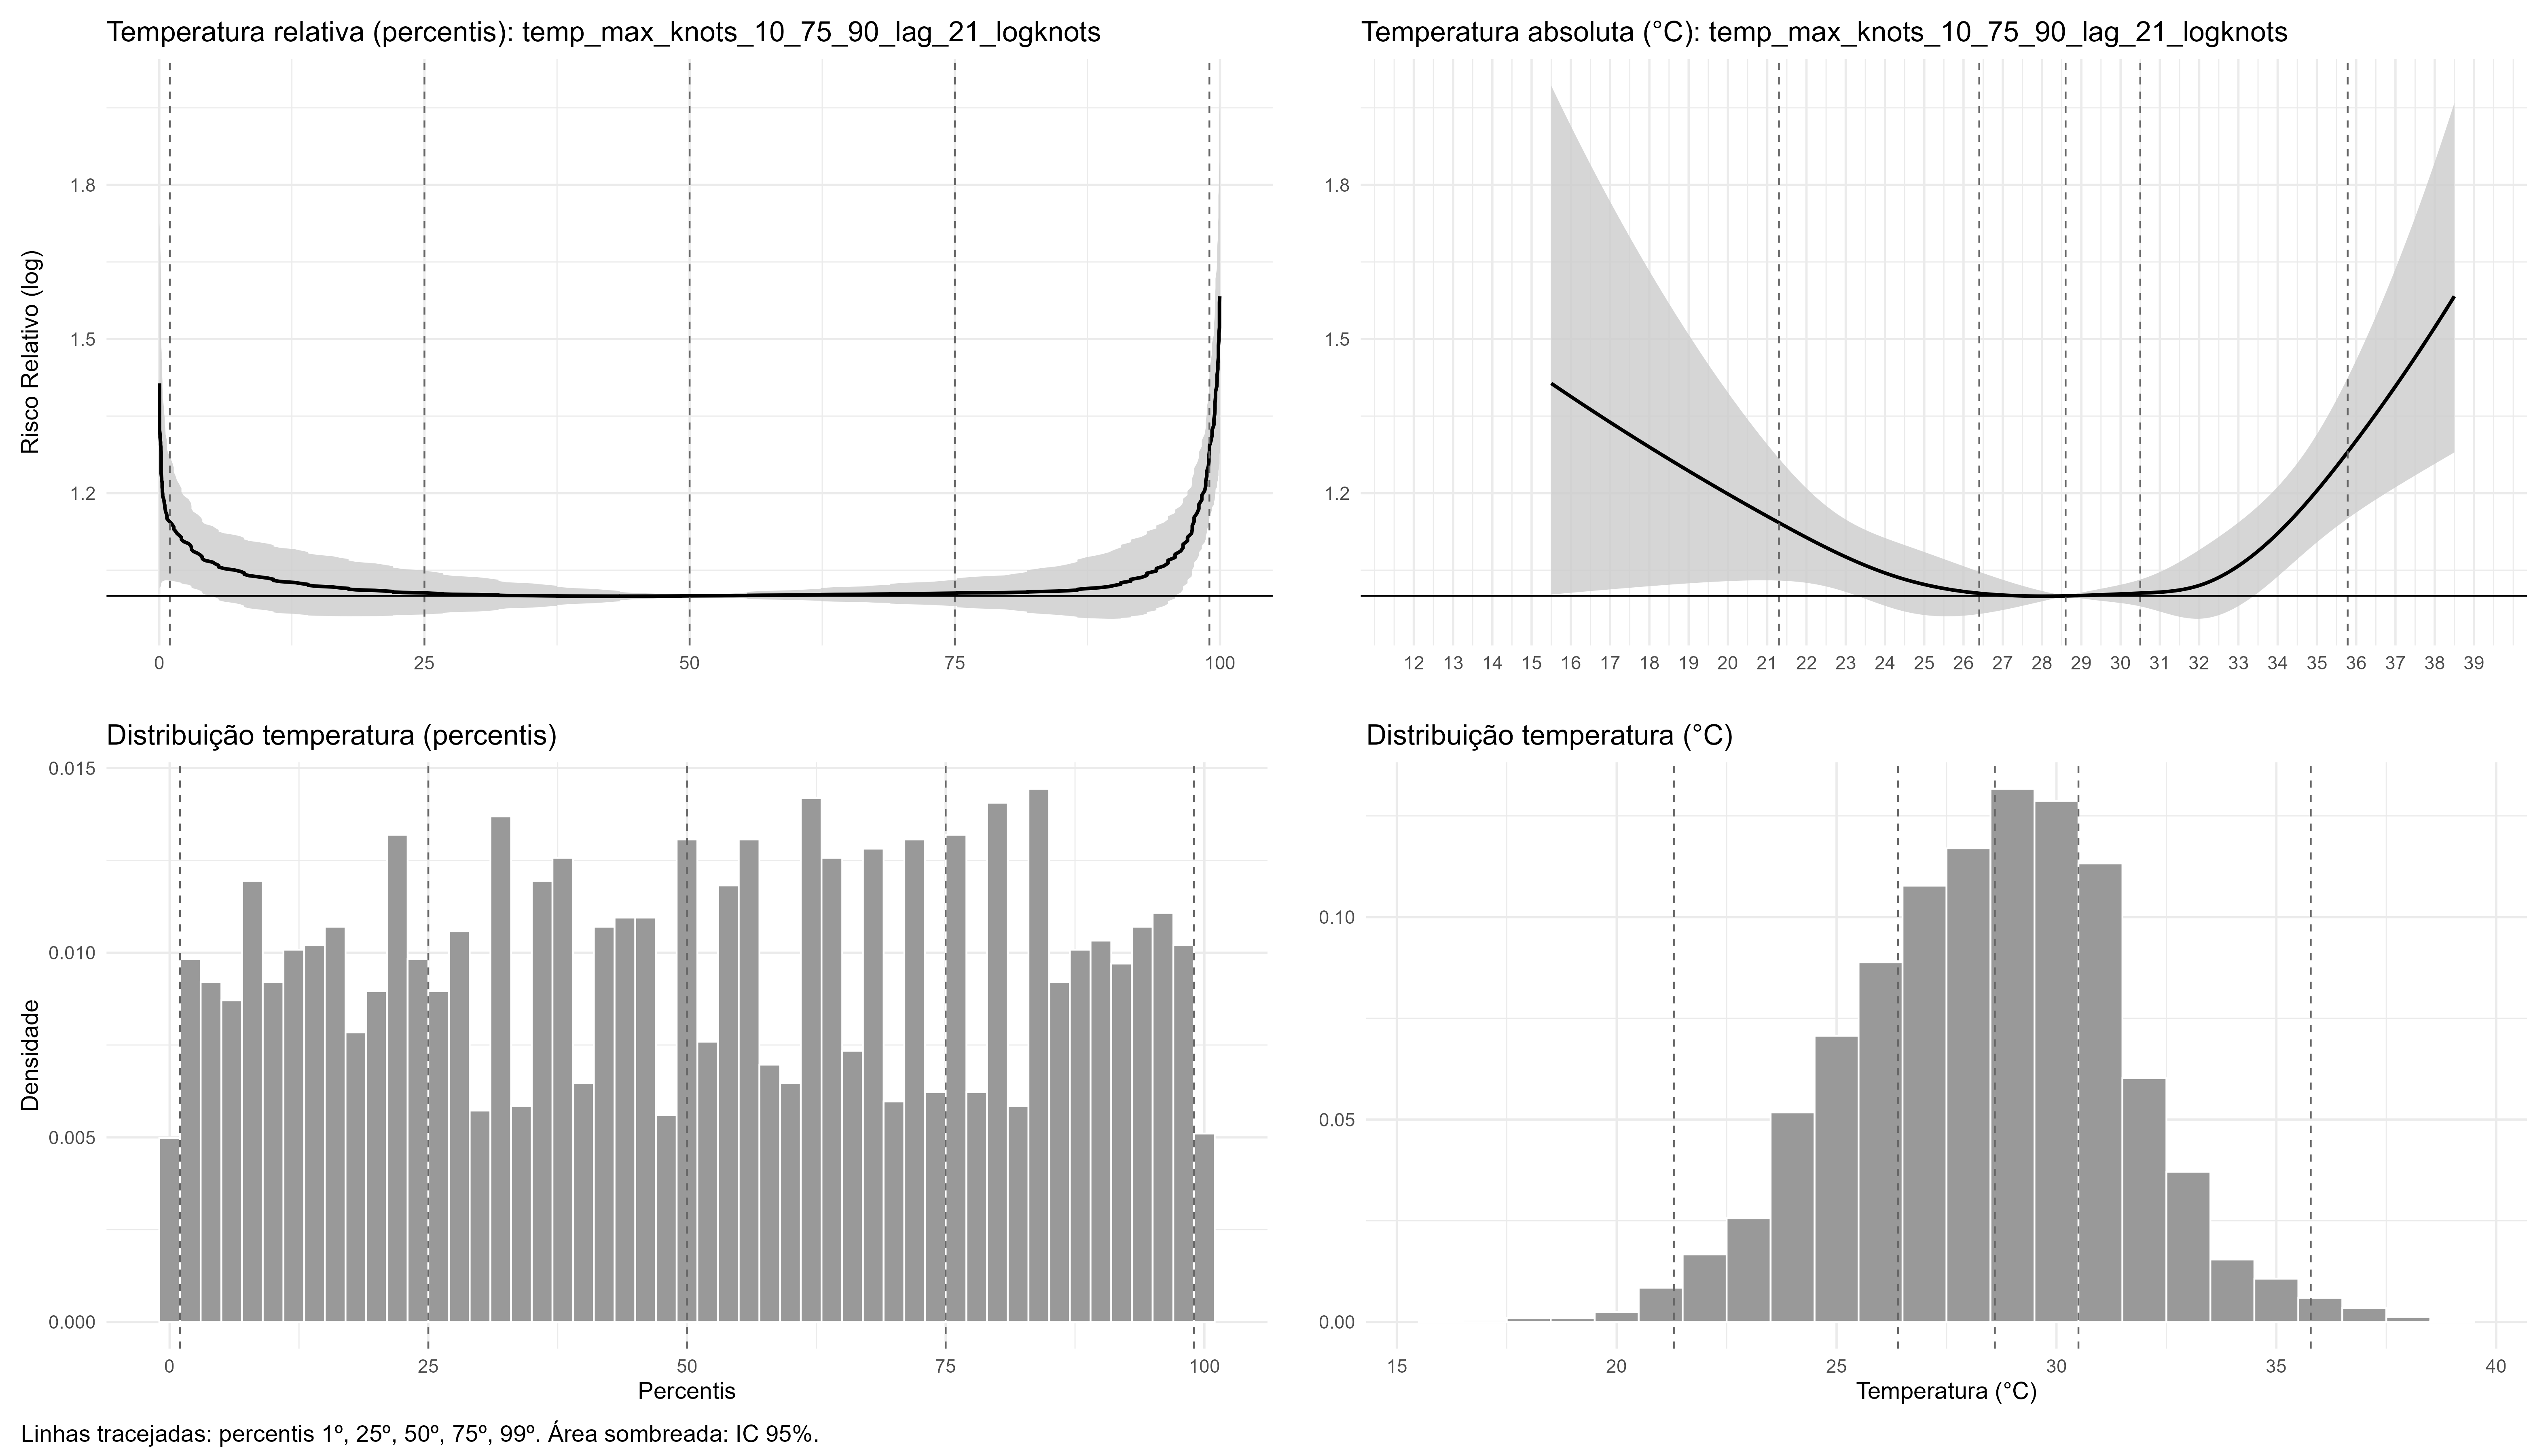 Temperatura relativa (percentis): temp_max_knots_10_75_90_lag_21_logknots
Risco Relativo (log)
1.8
1.5
1.2
0 25 50 75 100
Temperatura absoluta (°C): temp_max_knots_10_75_90_lag_21_logknots
1.8
1.5
1.2
12 13 14 15 16 17 18 19 20 21 22 23 24 25 26 27 28 29 30 31 32 33 34 35 36 37 38 39
Distribuição temperatura (percentis)
Densidade
0.015
0.010
0.005
0.000
0 25 50 75 100
Percentis
Distribuição temperatura (°C)
0.10
0.05
0.00
15 20 25 30 35 40
Temperatura (°C)
Linhas tracejadas: percentis 1º, 25º, 50º, 75º, 99º. Área sombreada: IC 95%.